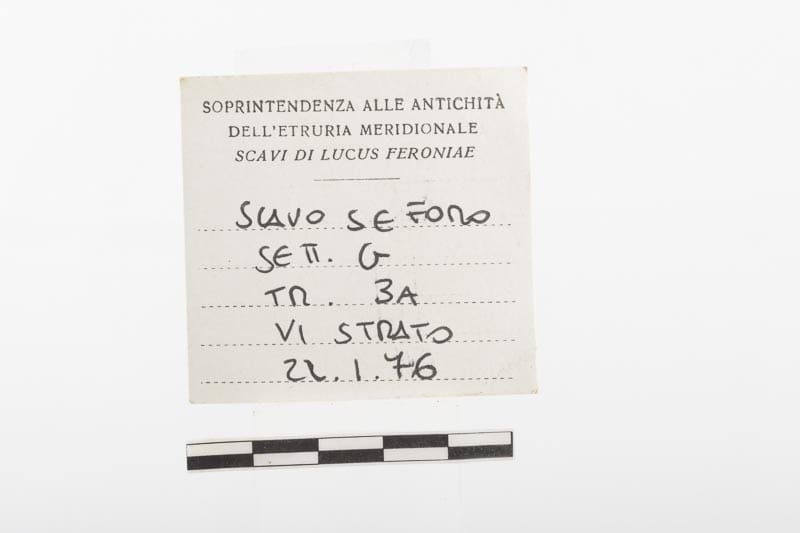 SOPRINTENDENZA ALLE ANTICHITÀ
DELL'ETRURIA MERIDIONALE
SCAVI DI LUCUS FERONIAE
SCAVO SE FORO
SETT. G
TR. 3A
VI STRATO
22.1.76